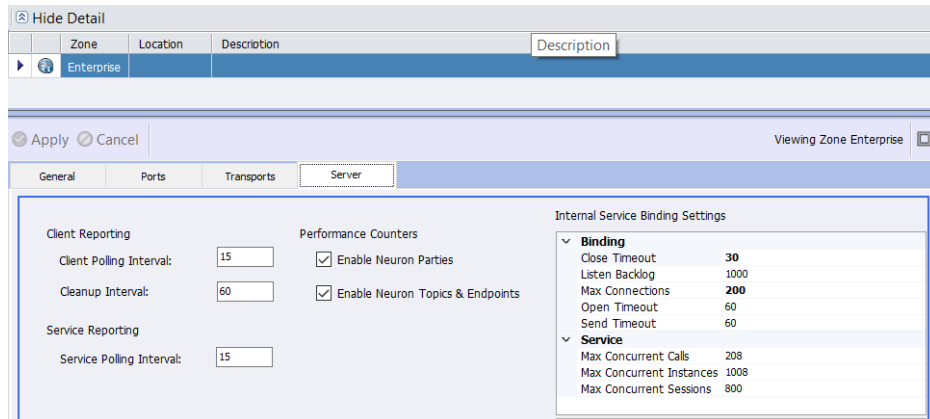 Hide Detail
Zone Location Description
Description
Enterprise
Apply Cancel Viewing Zone Enterprise
General Ports Transports Server
Internal Service Binding Settings
Client Reporting Performance Counters
Binding
Client Polling Interval: 15 Enable Neuron Parties
Close Timeout 30
Listen Backlog 1000
Cleanup Interval: 60 Enable Neuron Topics & Endpoints
Max Connections 200
Open Timeout 60
Send Timeout 60
Service Reporting
Service
Service Polling Interval: 15
Max Concurrent Calls 208
Max Concurrent Instances 1008
Max Concurrent Sessions 800